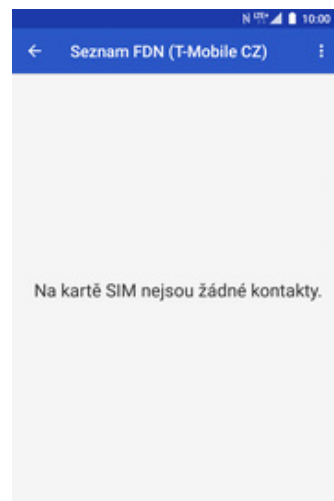 10:00
Seznam FDN (T-Mobile CZ)
Na kartě SIM nejsou žádné kontakty.